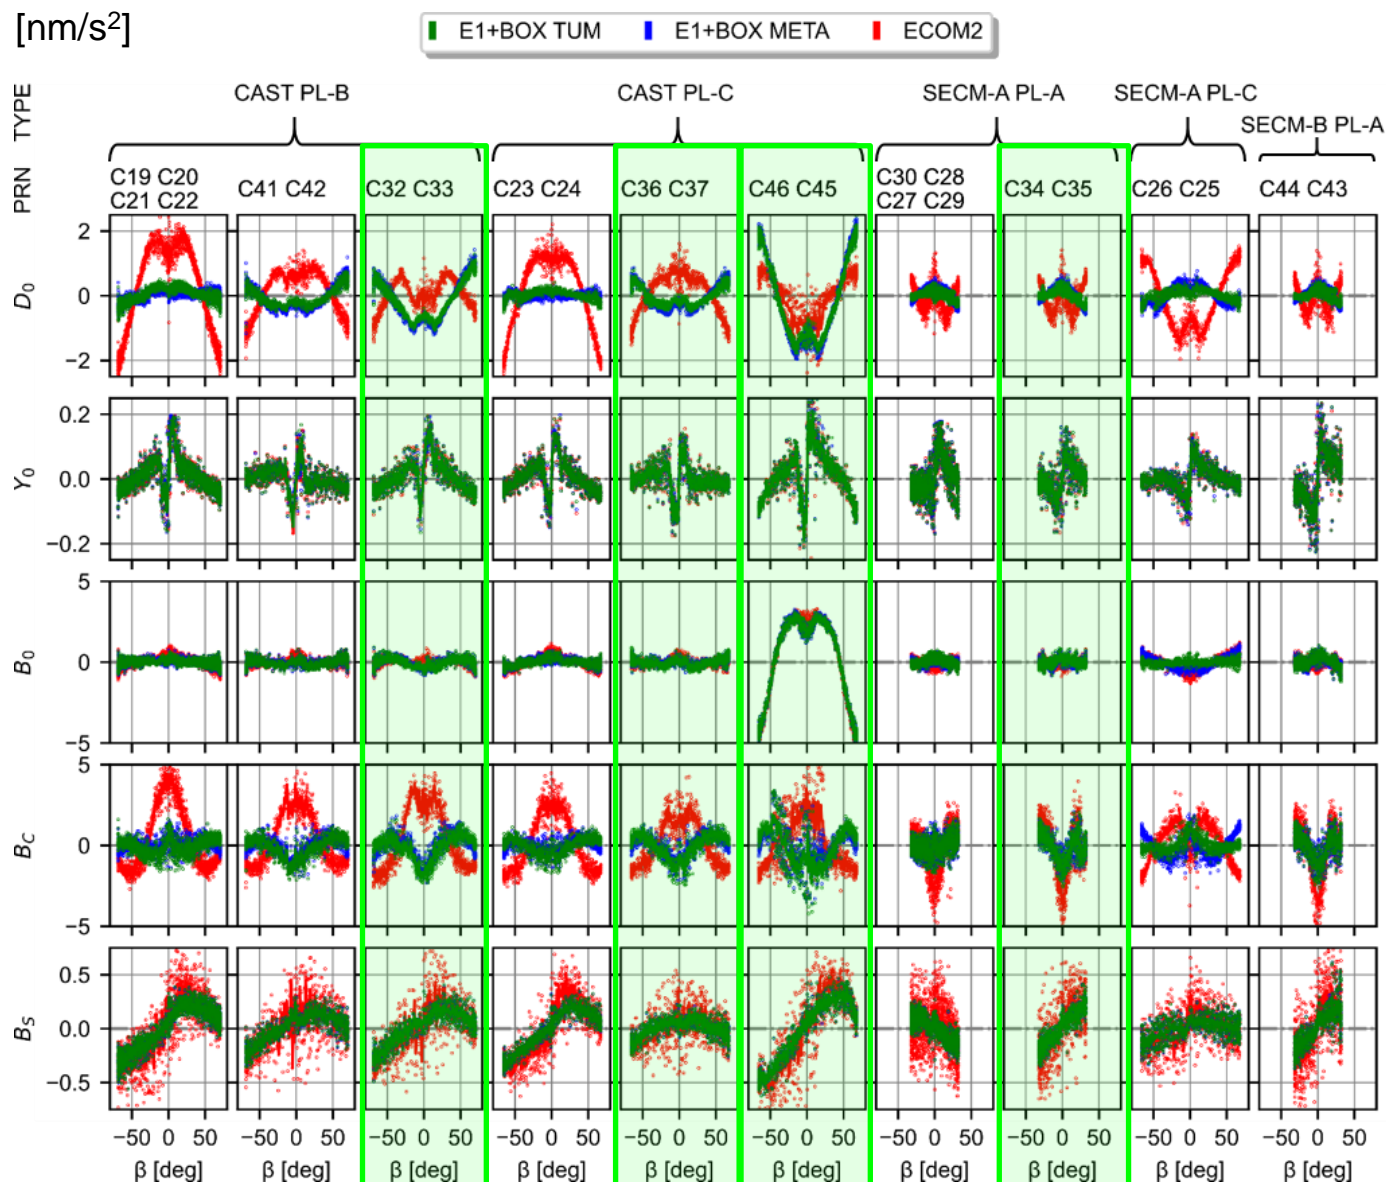 [nm/s²]
E1+BOX TUM E1+BOX META ECOM2
TYPE
CAST PL-B CAST PL-C SECM-A PL-A SECM-A PL-C
SECM-B PL-A
PRN
C19 C20 C41 C42 C32 C33 C23 C24 C36 C37 C46 C45 C30 C28 C34 C35 C26 C25 C44 C43
C21 C22 C27 C29
D₀
2
0
−2
Y₀
0.2
0.0
−0.2
B₀
5
0
−5
B_C
5
0
−5
B_S
0.5
0.0
−0.5
−50 0 50 −50 0 50 −50 0 50 −50 0 50 −50 0 50 −50 0 50 −50 0 50 −50 0 50 −50 0 50 −50 0 50
β [deg] β [deg] β [deg] β [deg] β [deg] β [deg] β [deg] β [deg] β [deg] β [deg]